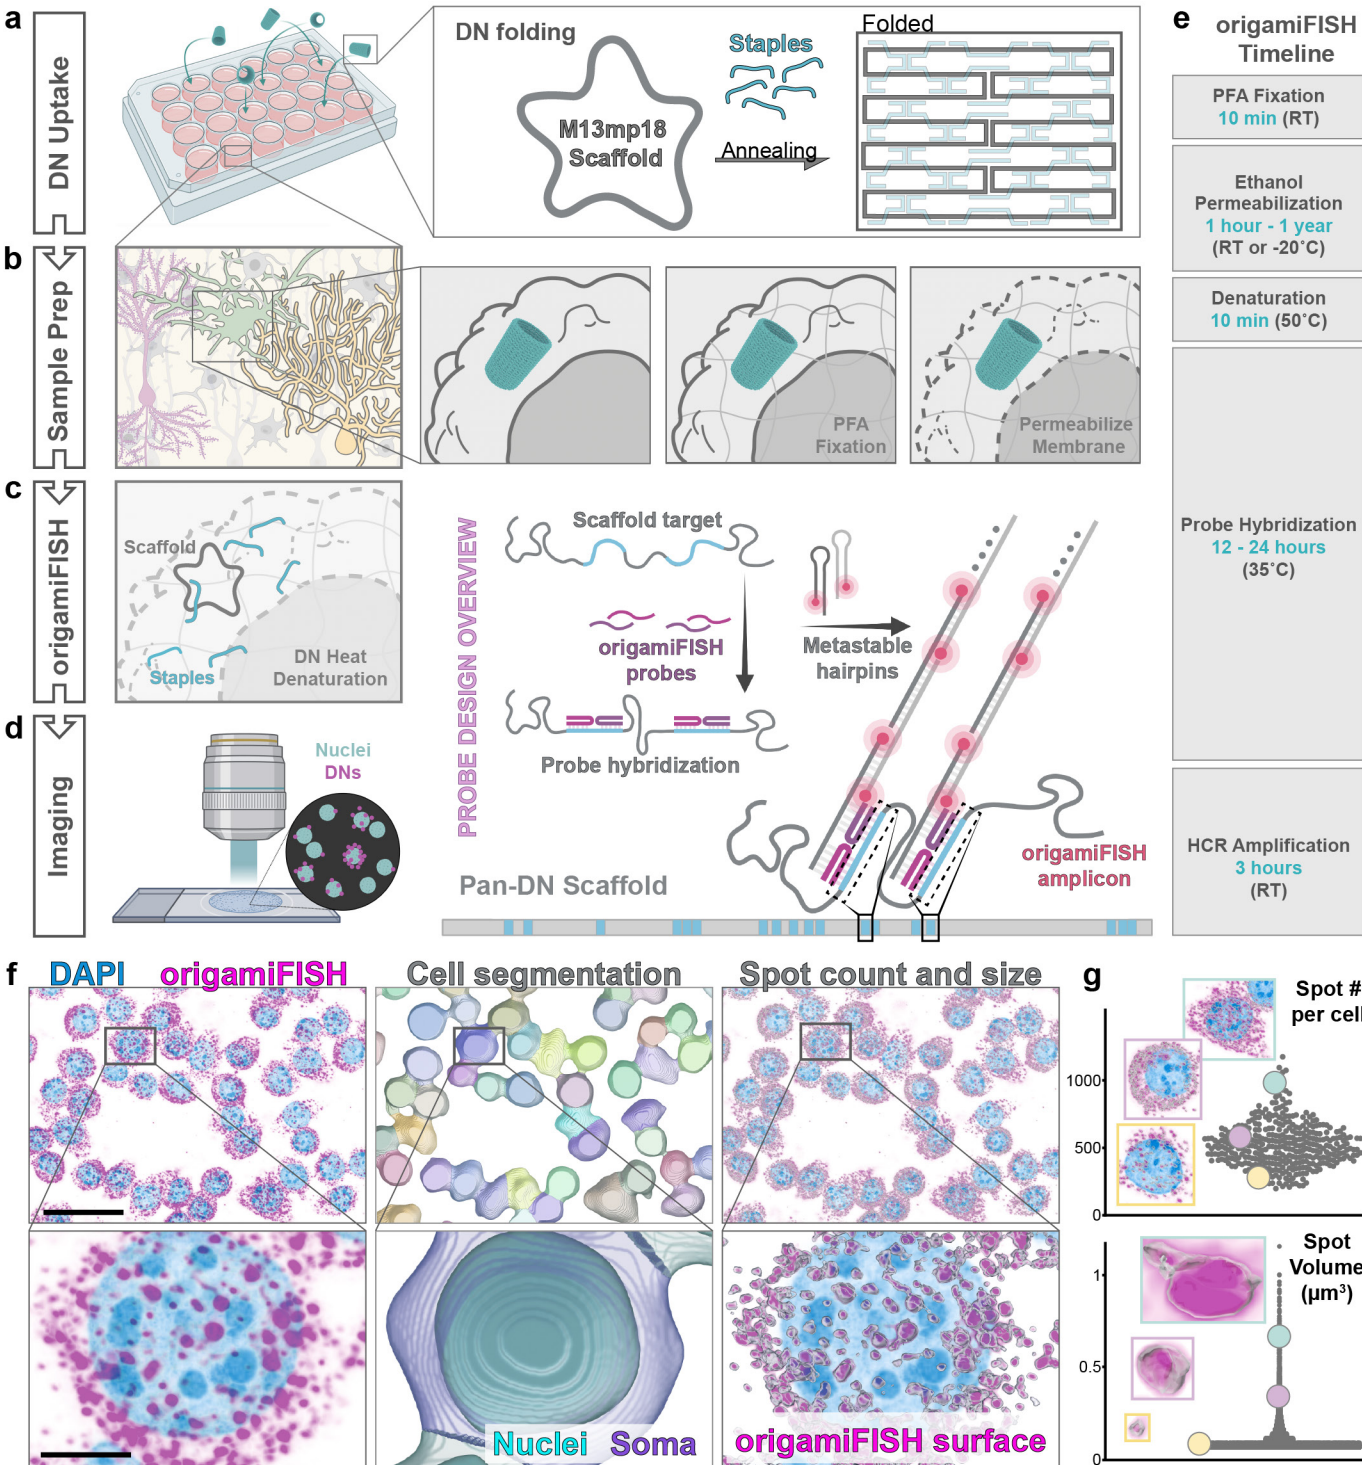 a
DN Uptake
DN folding
M13mp18
Scaffold
Staples
Annealing
Folded
e
origamiFISH
Timeline
PFA Fixation
10 min (RT)
Ethanol
Permeabilization
1 hour - 1 year
(RT or -20˚C)
Denaturation
10 min (50˚C)
Probe Hybridization
12 - 24 hours
(35˚C)
HCR Amplification
3 hours
(RT)
b
Sample Prep
PFA
Fixation
Permeabilize
Membrane
c
origamiFISH
Scaffold
Staples
DN Heat
Denaturation
PROBE DESIGN OVERVIEW
Scaffold target
origamiFISH
probes
Probe hybridization
Metastable
hairpins
origamiFISH
amplicon
Pan-DN Scaffold
d
Imaging
Nuclei
DNs
f
DAPI origamiFISH
Cell segmentation
Spot count and size
Nuclei Soma
origamiFISH surface
g
Spot #
per cell
1000
500
0
Spot
Volume
(µm³)
1
0.5
0